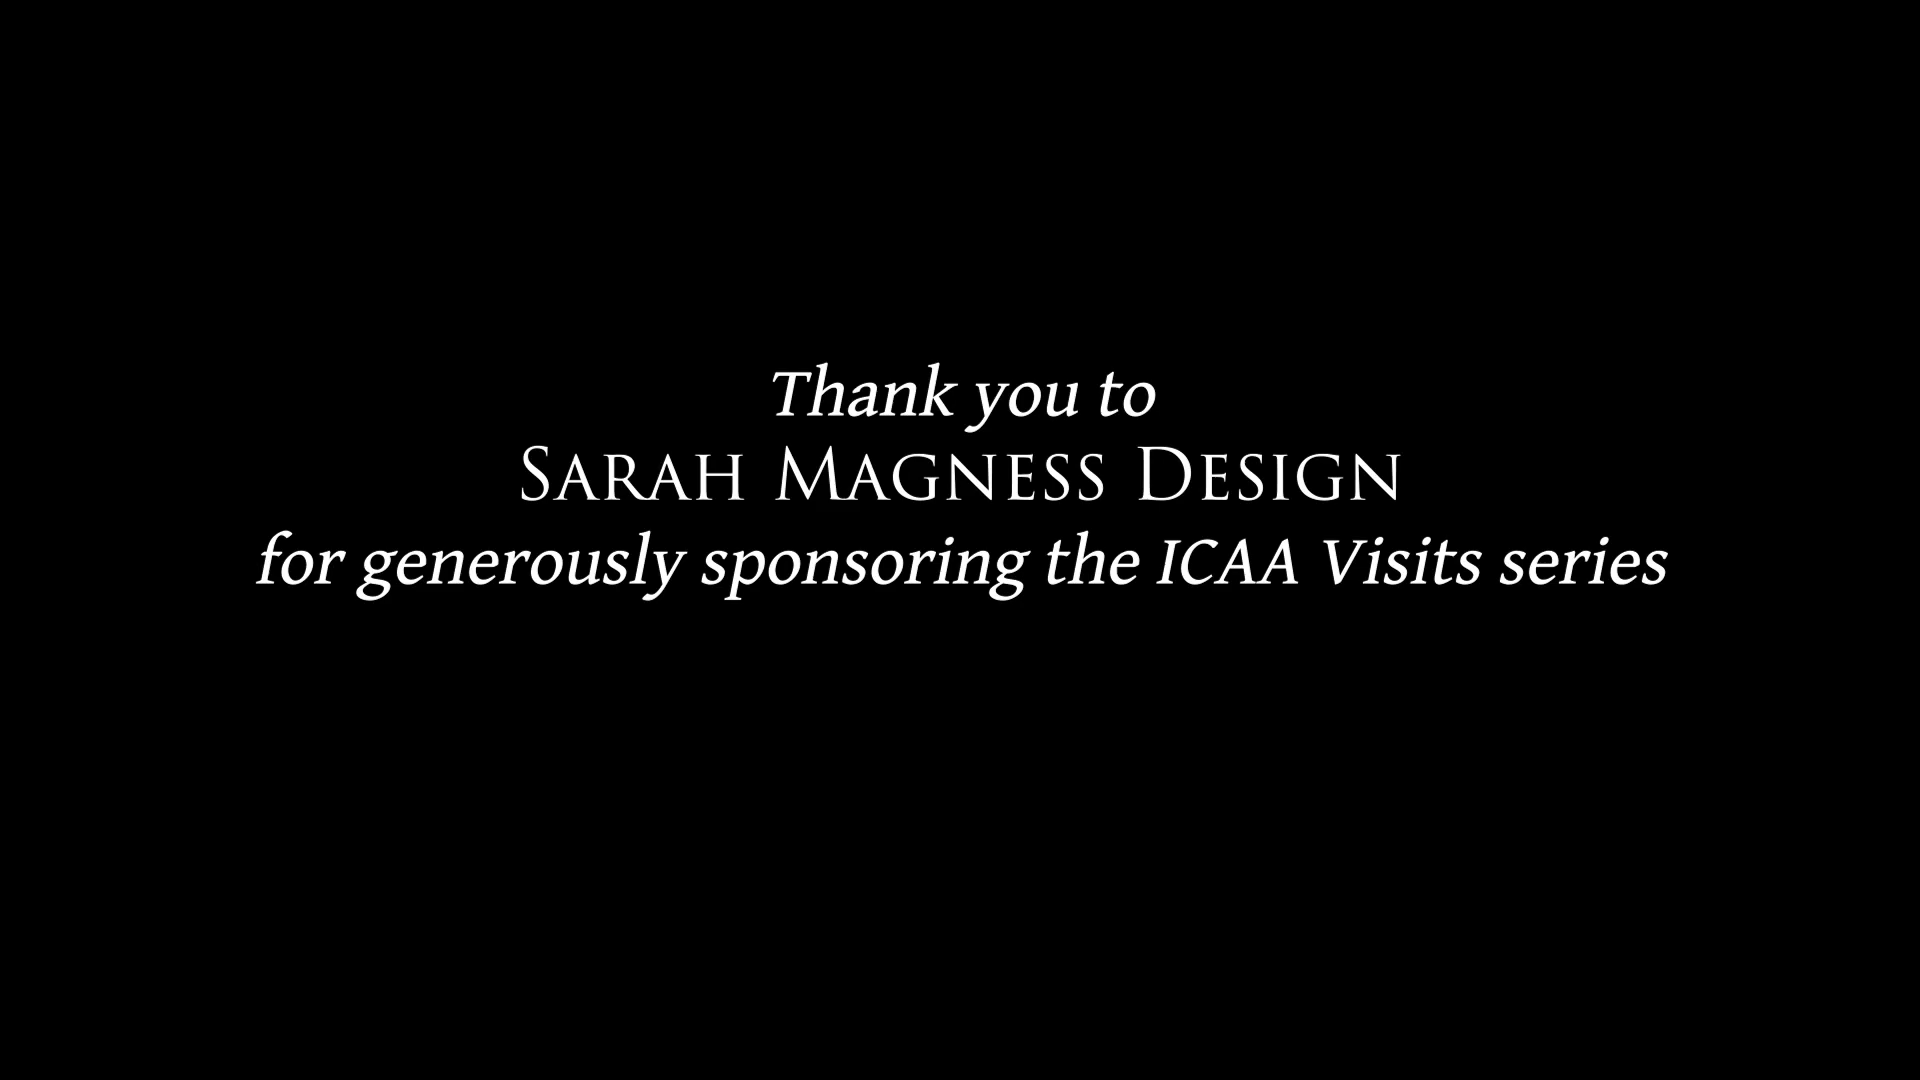 Thank you to
SARAH MAGNESS DESIGN
for generously sponsoring the ICAA Visits series